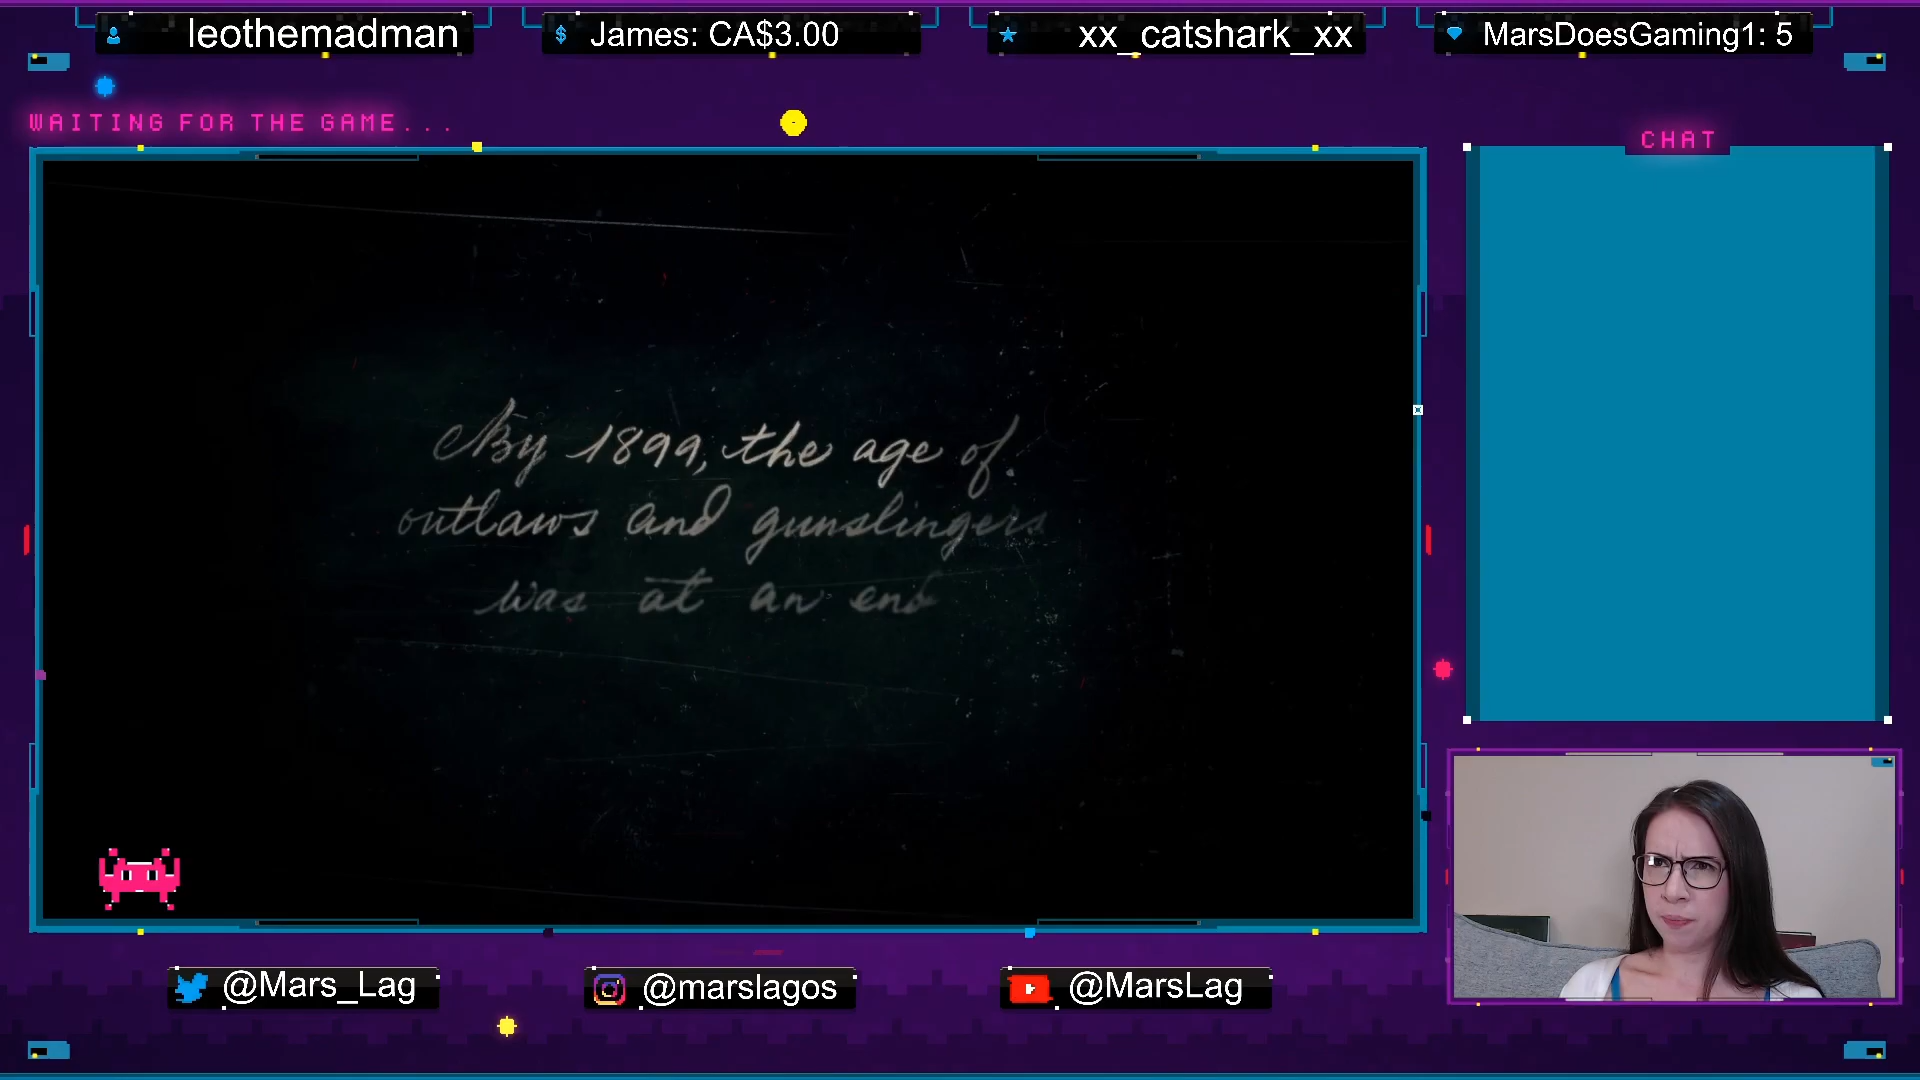 leothemadman
James: CA$3.00
xx_catshark_xx
MarsDoesGaming1: 5
WAITING FOR THE GAME...
CHAT
By 1899, the age of
outlaws and gunslingers
was at an end
@Mars_Lag
@marslagos
@MarsLag